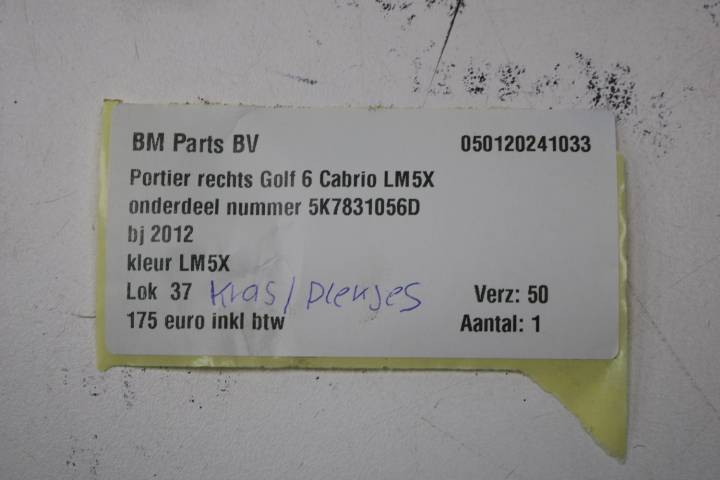 BM Parts BV 050120241033
Portier rechts Golf 6 Cabrio LM5X
onderdeel nummer 5K7831056D
bj 2012
kleur LM5X
Lok 37 Kras/Plekjes Verz: 50
175 euro inkl btw Aantal: 1